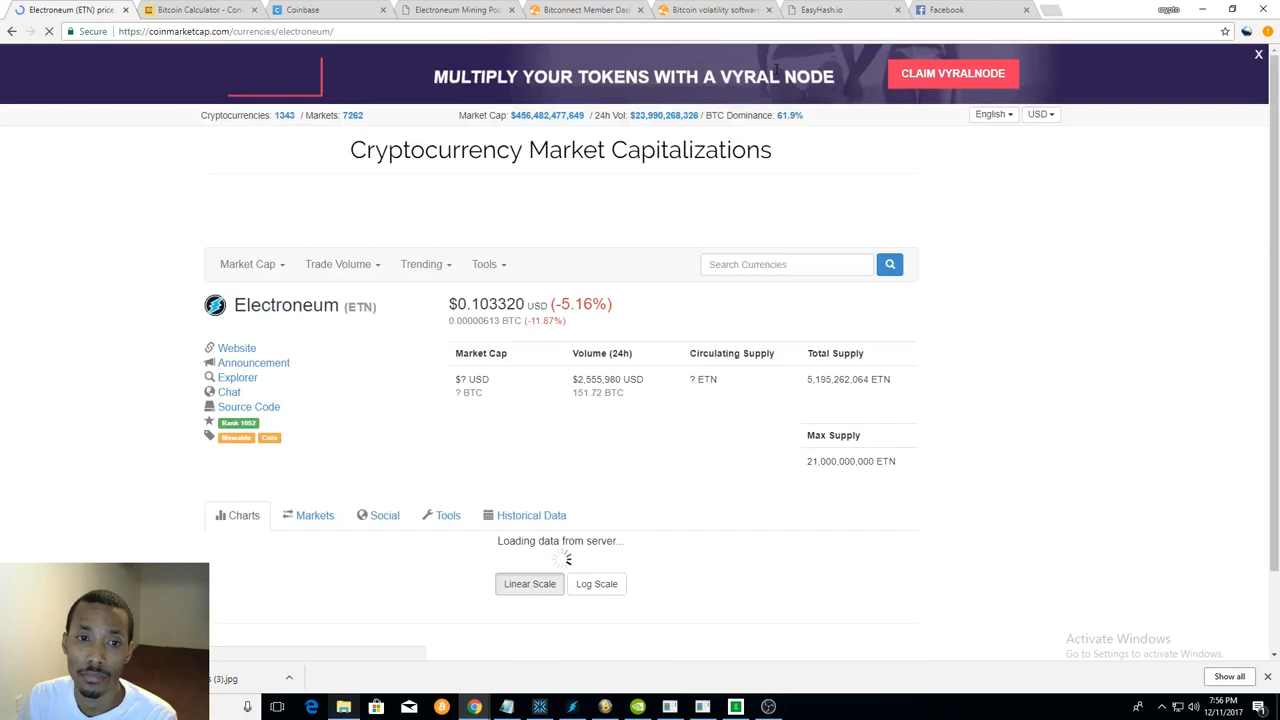 Electroneum (ETN) price
Bitcoin Calculator - Con
Coinbase
Electroneum Mining Poo
Bitconnect Member Das
Bitcoin volatility softwar
EasyHash.io
Facebook
crypto
Secure
https://coinmarketcap.com/currencies/electroneum/
MULTIPLY YOUR TOKENS WITH A VYRAL NODE
CLAIM VYRALNODE
X
Cryptocurrencies: 1343 / Markets: 7262
Market Cap: $456,482,477,649 / 24h Vol: $23,990,268,326 / BTC Dominance: 61.9%
English
USD
Cryptocurrency Market Capitalizations
Market Cap
Trade Volume
Trending
Tools
Search Currencies
Electroneum (ETN)
$0.103320 USD (-5.16%)
0.00000613 BTC (-11.87%)
Website
Announcement
Explorer
Chat
Source Code
Rank 1052
Mineable
Coin
Market Cap
Volume (24h)
Circulating Supply
Total Supply
$? USD
$2,555,980 USD
? ETN
5,195,262,064 ETN
? BTC
151.72 BTC
Max Supply
21,000,000,000 ETN
Charts
Markets
Social
Tools
Historical Data
Loading data from server...
Linear Scale
Log Scale
Activate Windows
Go to Settings to activate Windows.
s (3).jpg
Show all
7:56 PM
12/11/2017